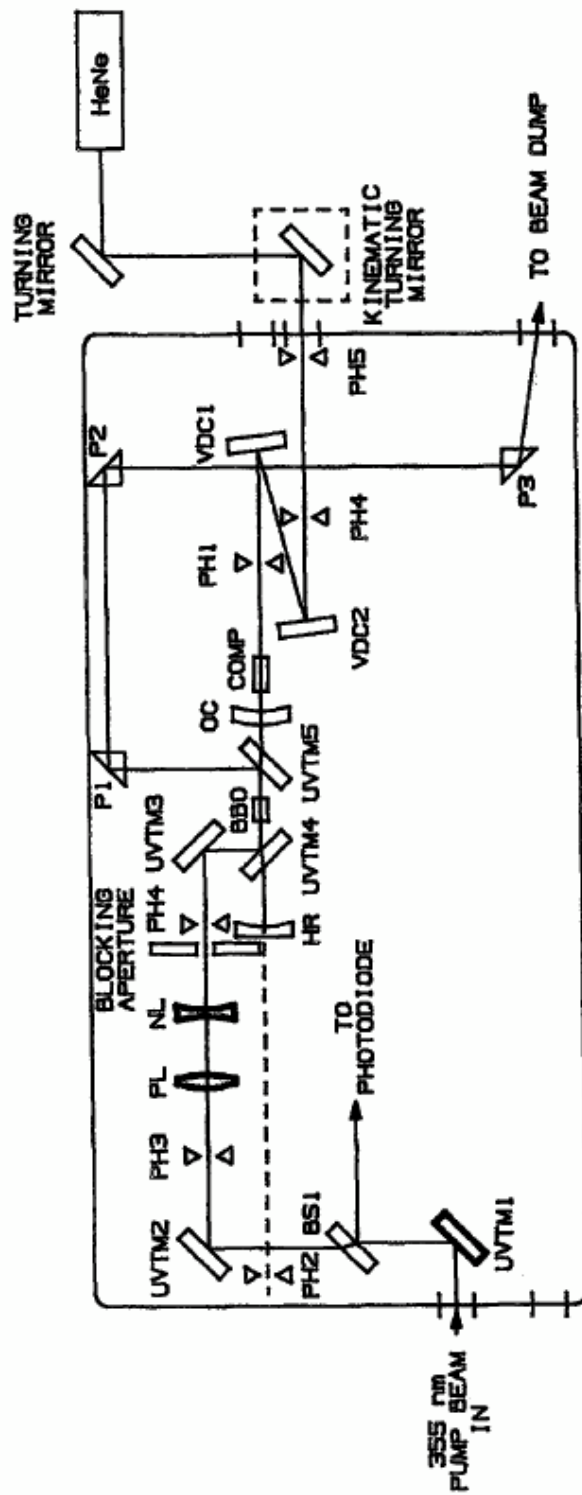 HeNe
TURNING
MIRROR
KINEMATIC
TURNING
MIRROR
TO BEAM DUMP
P2
VDC1
PH5
P3
PH1
PH4
VDC2
COMP
OC
P1
UVTM5
BBO
UVTM3
UVTM4
BLOCKING
APERTURE
PH4
HR
NL
PL
TO
PHOTODIODE
PH3
UVTM2
BS1
PH2
UVTM1
355 nm
PUMP BEAM
IN